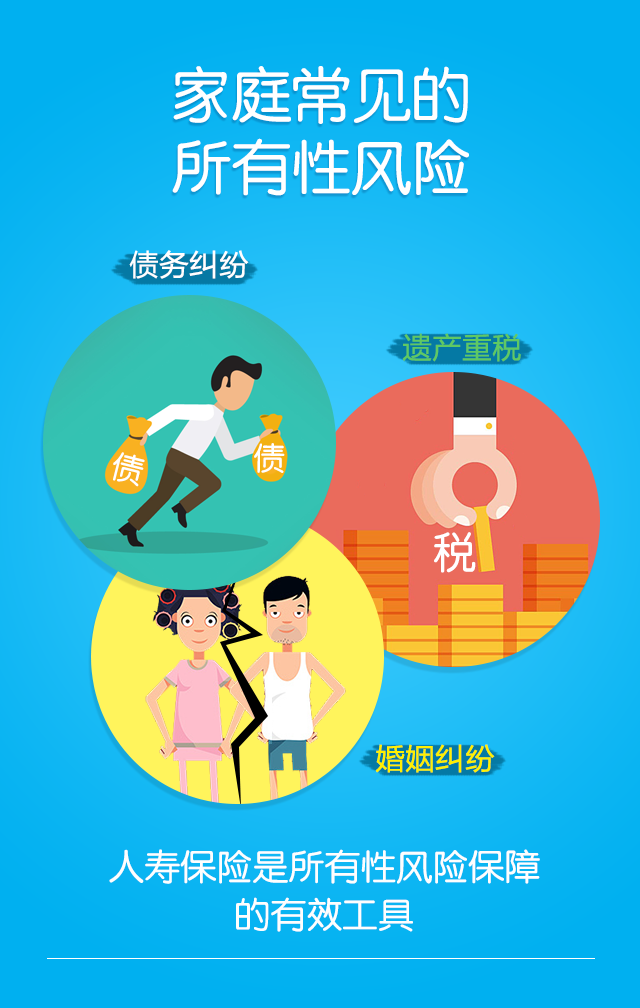 家庭常见的
所有性风险
债务纠纷
遗产重税
债
债
税
婚姻纠纷
人寿保险是所有性风险保障
的有效工具